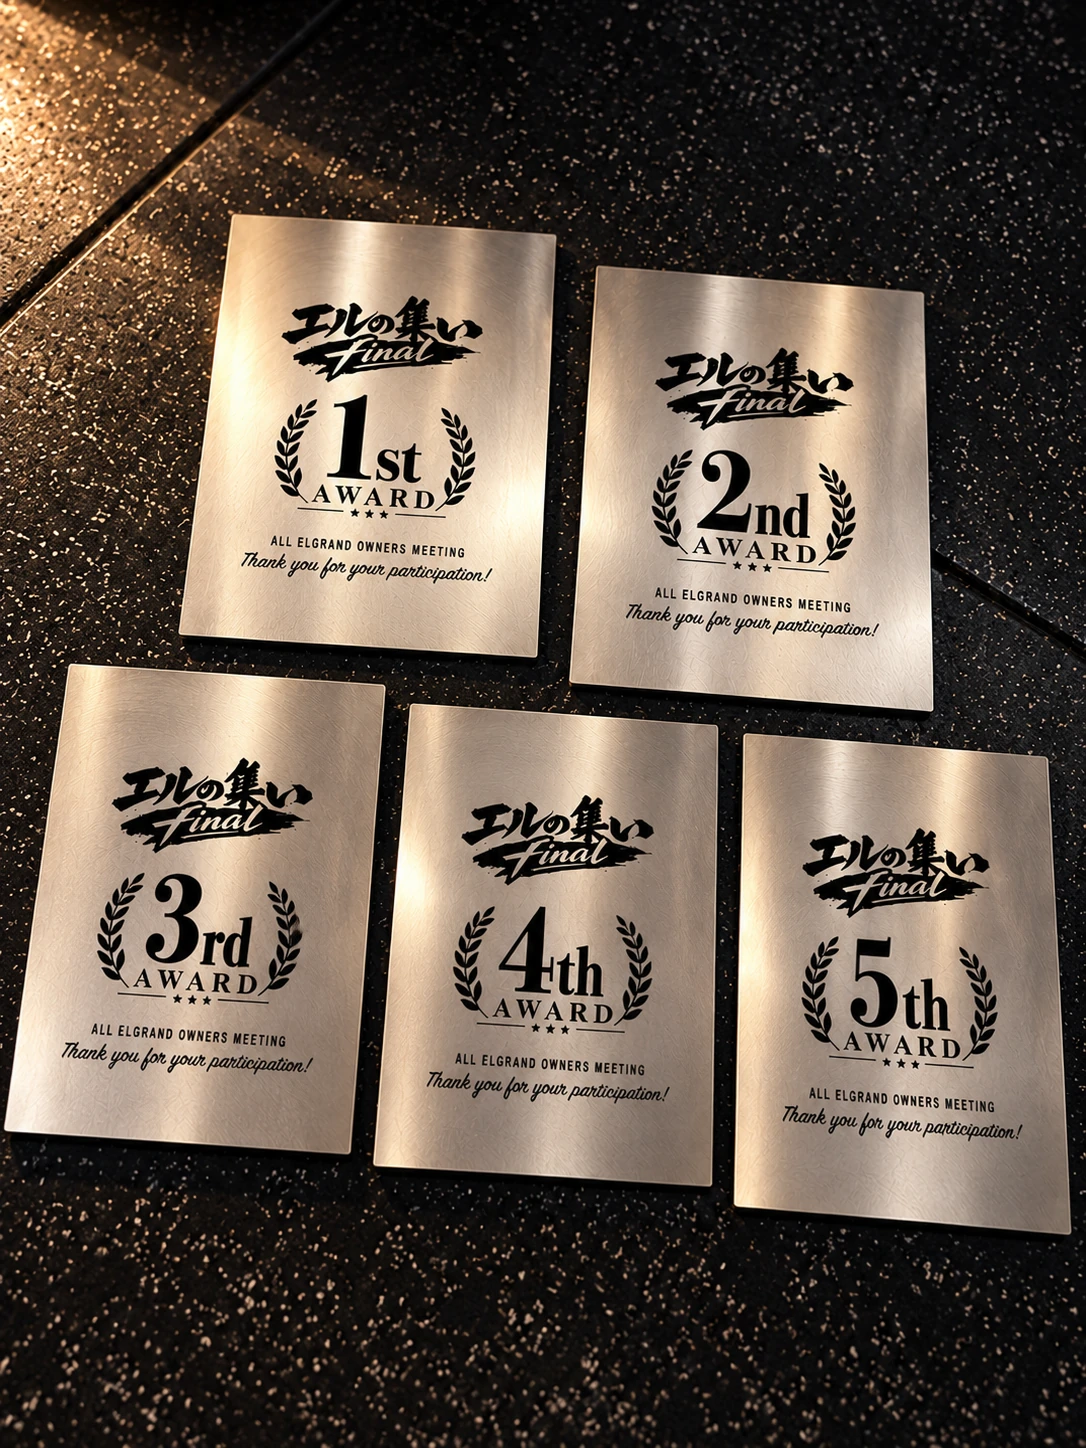 エルの集い
Final
1st
AWARD
ALL ELGRAND OWNERS MEETING
Thank you for your participation!
エルの集い
Final
2nd
AWARD
ALL ELGRAND OWNERS MEETING
Thank you for your participation!
エルの集い
Final
3rd
AWARD
ALL ELGRAND OWNERS MEETING
Thank you for your participation!
エルの集い
Final
4th
AWARD
ALL ELGRAND OWNERS MEETING
Thank you for your participation!
エルの集い
Final
5th
AWARD
ALL ELGRAND OWNERS MEETING
Thank you for your participation!